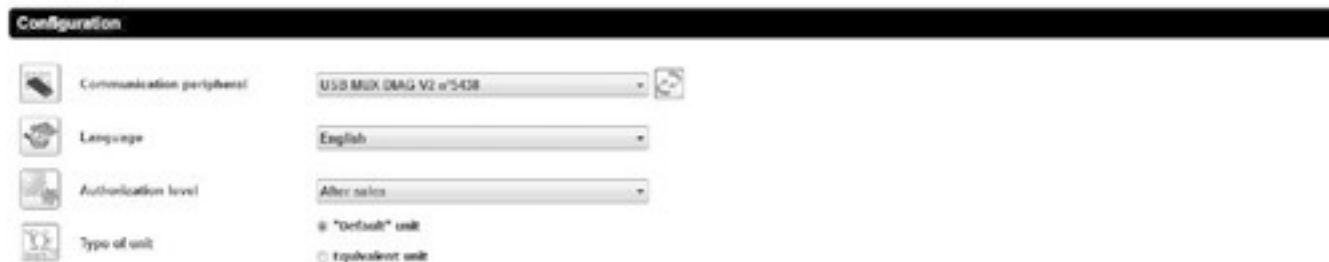 Configuration
Communication peripheral
USB MUX DIAG V2 n°5438
Language
English
Authorization level
After sales
Type of unit
"Default" unit
Equivalent unit